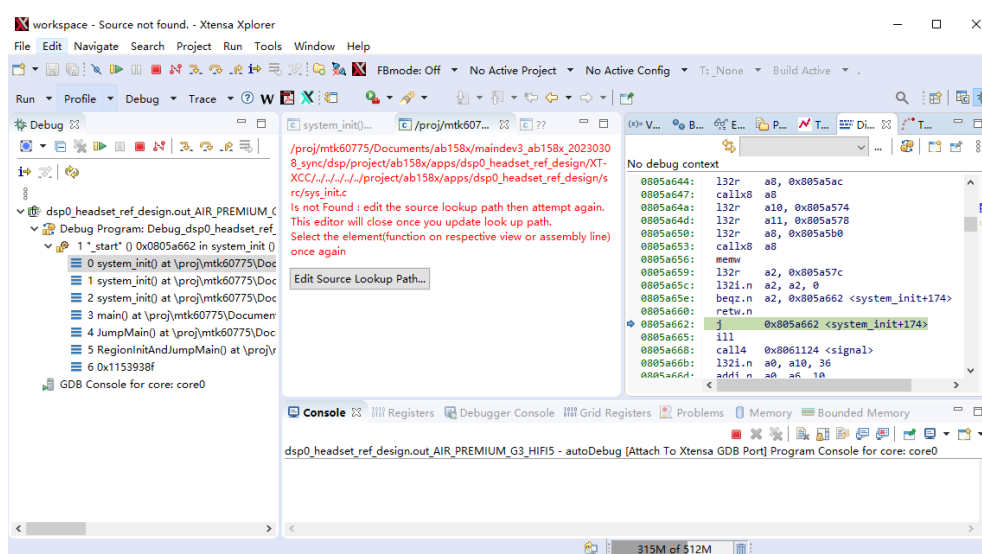 workspace - Source not found. - Xtensa Xplorer
File Edit Navigate Search Project Run Tools Window Help
FBmode: Off No Active Project No Active Config T:_None Build Active
Run Profile Debug Trace
Debug
dsp0_headset_ref_design.out_AIR_PREMIUM_G
Debug Program: Debug_dsp0_headset_ref_
1 "_start" () 0x0805a662 in system_init ()
0 system_init() at \proj\mtk60775\Doc
1 system_init() at \proj\mtk60775\Doc
2 system_init() at \proj\mtk60775\Doc
3 main() at \proj\mtk60775\Documen
4 JumpMain() at \proj\mtk60775\Doc
5 RegionInitAndJumpMain() at \proj\r
6 0x1153938f
GDB Console for core: core0
system_init()... /proj/mtk607... ??
/proj/mtk60775/Documents/ab158x/maindev3_ab158x_2023030
8_sync/dsp/project/ab158x/apps/dsp0_headset_ref_design/XT-
XCC/../../../../../project/ab158x/apps/dsp0_headset_ref_design/s
rc/sys_init.c
Is not Found : edit the source lookup path then attempt again.
This editor will close once you update look up path.
Select the element(function on respective view or assembly line)
once again
Edit Source Lookup Path...
(x)= V... B... E... P... T... Di... T...
No debug context
0805a644: l32r a8, 0x805a5ac
0805a647: callx8 a8
0805a64a: l32r a10, 0x805a574
0805a64d: l32r a11, 0x805a578
0805a650: l32r a8, 0x805a5b0
0805a653: callx8 a8
0805a656: memw
0805a659: l32r a2, 0x805a57c
0805a65c: l32i.n a2, a2, 0
0805a65e: beqz.n a2, 0x805a662 <system_init+174>
0805a660: retw.n
0805a662: j 0x805a662 <system_init+174>
0805a665: ill
0805a668: call4 0x8061124 <signal>
0805a66b: l32i.n a0, a10, 36
0805a66d: addi.n a0, a6, 10
Console Registers Debugger Console Grid Registers Problems Memory Bounded Memory
dsp0_headset_ref_design.out_AIR_PREMIUM_G3_HIFI5 - autoDebug [Attach To Xtensa GDB Port] Program Console for core: core0
315M of 512M